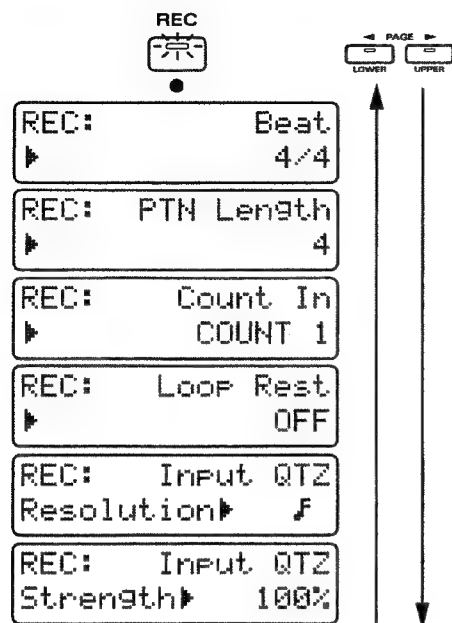 REC
◄ PAGE ►
LOWER UPPER
REC: Beat
4/4
REC: PTN Length
4
REC: Count In
COUNT 1
REC: Loop Rest
OFF
REC: Input QTZ
Resolution
REC: Input QTZ
Strength 100%